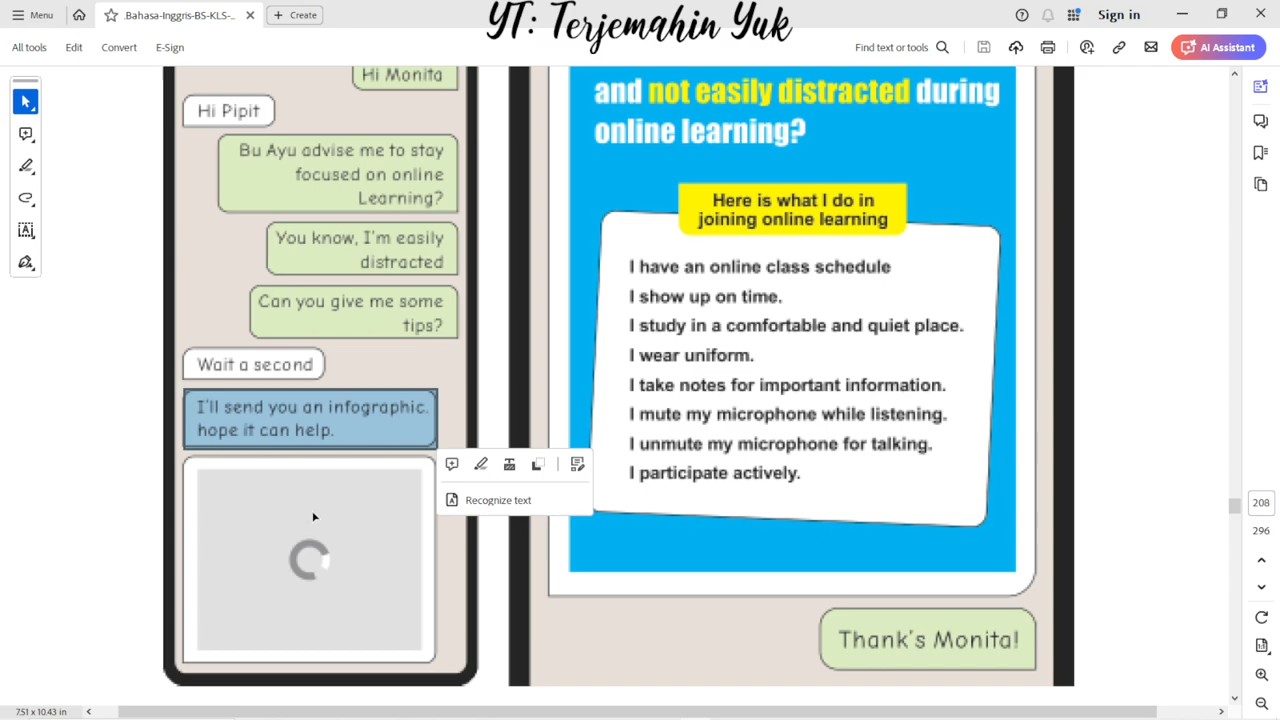 Menu
.Bahasa-Inggris-BS-KLS-...
Create
YT: Terjemahin Yuk
Sign in
All tools
Edit
Convert
E-Sign
Find text or tools
AI Assistant
Hi Monita
Hi Pipit
Bu Ayu advise me to stay
focused on online
Learning?
You know, I'm easily
distracted
Can you give me some
tips?
Wait a second
I'll send you an infographic,
hope it can help.
Recognize text
and not easily distracted during
online learning?
Here is what I do in
joining online learning
I have an online class schedule
I show up on time.
I study in a comfortable and quiet place.
I wear uniform.
I take notes for important information.
I mute my microphone while listening.
I unmute my microphone for talking.
I participate actively.
Thank's Monita!
208
296
7.51 x 10.43 in